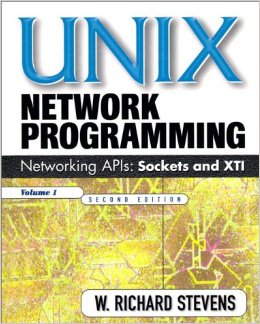 UNIX
NETWORK
PROGRAMMING
Networking APIs: Sockets and XTI
Volume 1
SECOND EDITION
W. RICHARD STEVENS